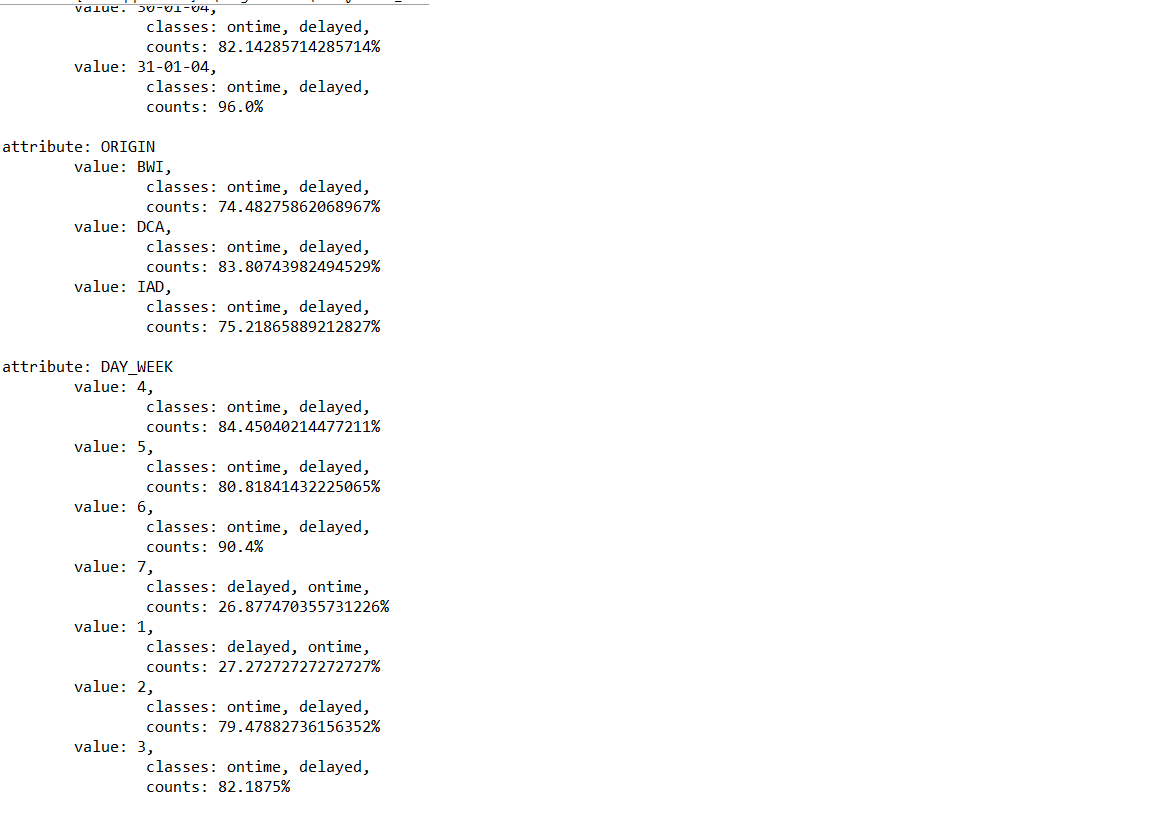 value: 30-01-04,
classes: ontime, delayed,
counts: 82.14285714285714%
value: 31-01-04,
classes: ontime, delayed,
counts: 96.0%
attribute: ORIGIN
value: BWI,
classes: ontime, delayed,
counts: 74.48275862068967%
value: DCA,
classes: ontime, delayed,
counts: 83.80743982494529%
value: IAD,
classes: ontime, delayed,
counts: 75.21865889212827%
attribute: DAY_WEEK
value: 4,
classes: ontime, delayed,
counts: 84.45040214477211%
value: 5,
classes: ontime, delayed,
counts: 80.81841432225065%
value: 6,
classes: ontime, delayed,
counts: 90.4%
value: 7,
classes: delayed, ontime,
counts: 26.877470355731226%
value: 1,
classes: delayed, ontime,
counts: 27.27272727272727%
value: 2,
classes: ontime, delayed,
counts: 79.47882736156352%
value: 3,
classes: ontime, delayed,
counts: 82.1875%